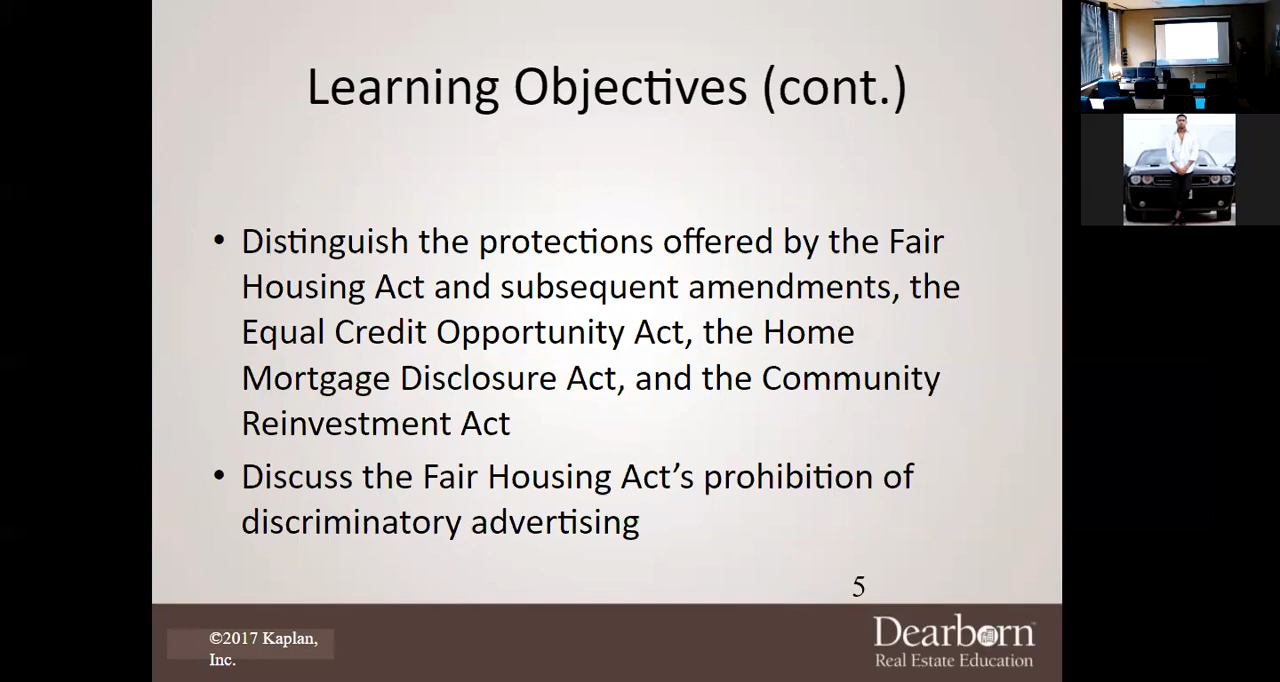 Learning Objectives (cont.)
• Distinguish the protections offered by the Fair
Housing Act and subsequent amendments, the
Equal Credit Opportunity Act, the Home
Mortgage Disclosure Act, and the Community
Reinvestment Act
• Discuss the Fair Housing Act’s prohibition of
discriminatory advertising
5
©2017 Kaplan,
Inc.
Dearborn™
Real Estate Education